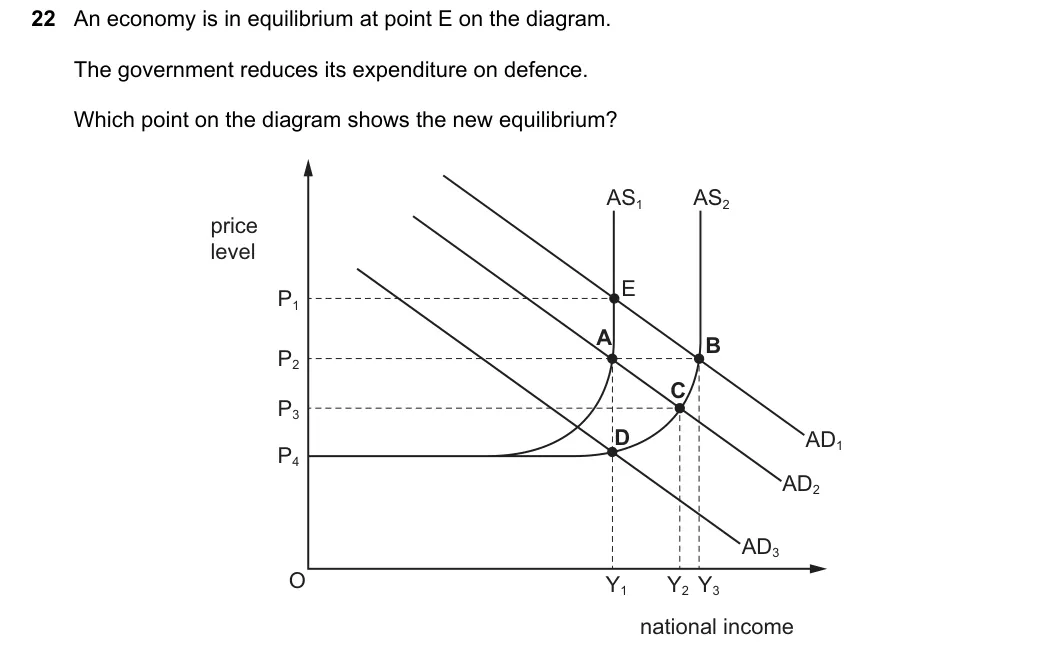 22 An economy is in equilibrium at point E on the diagram.
The government reduces its expenditure on defence.
Which point on the diagram shows the new equilibrium?
AS₁ AS₂
price
level
P₁
E
A
B
P₂
C
P₃
D
AD₁
P₄
AD₂
AD₃
O
Y₁ Y₂ Y₃
national income